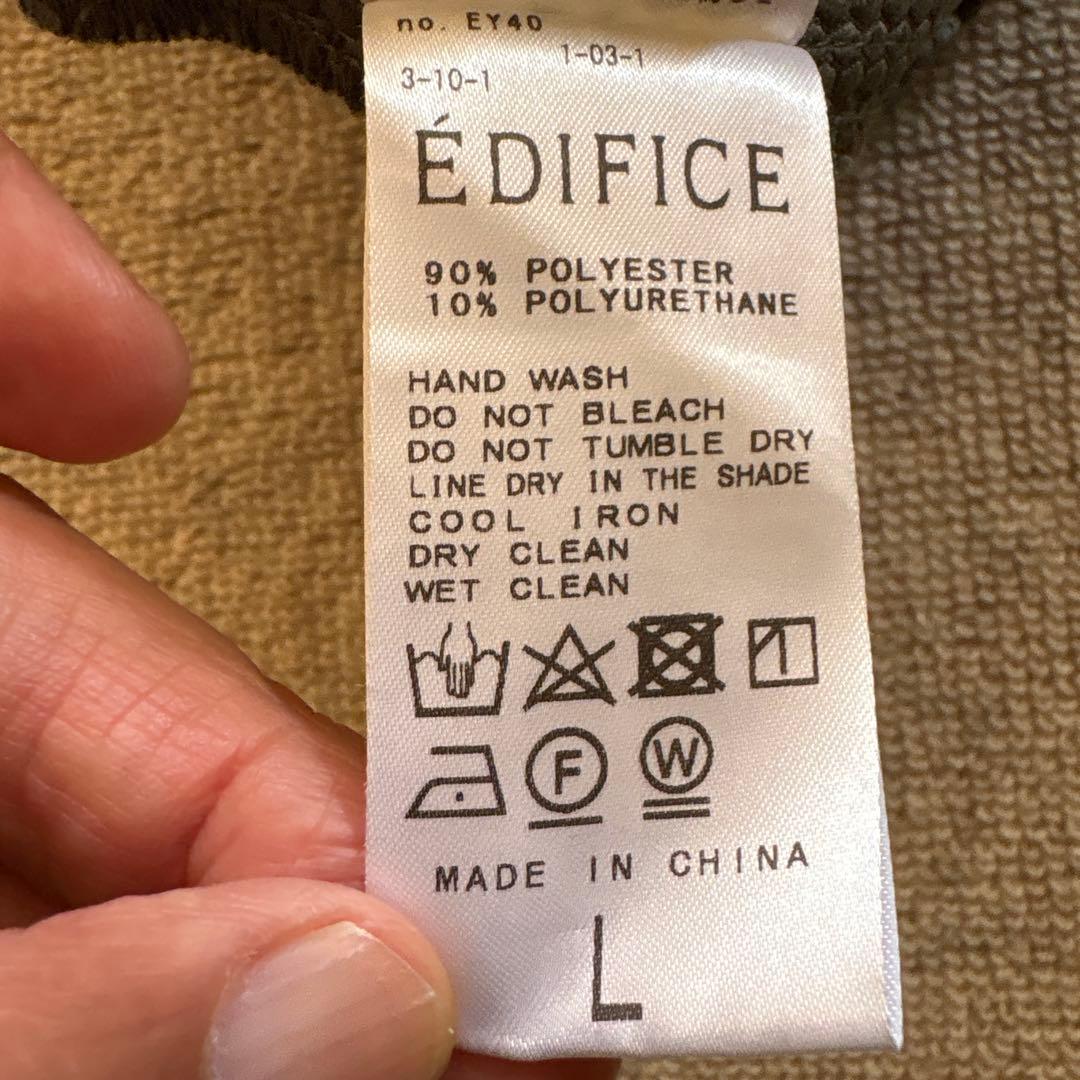 no. EY40
1-03-1
3-10-1
ÉDIFICE
90% POLYESTER
10% POLYURETHANE
HAND WASH
DO NOT BLEACH
DO NOT TUMBLE DRY
LINE DRY IN THE SHADE
COOL IRON
DRY CLEAN
WET CLEAN
F W
MADE IN CHINA
L